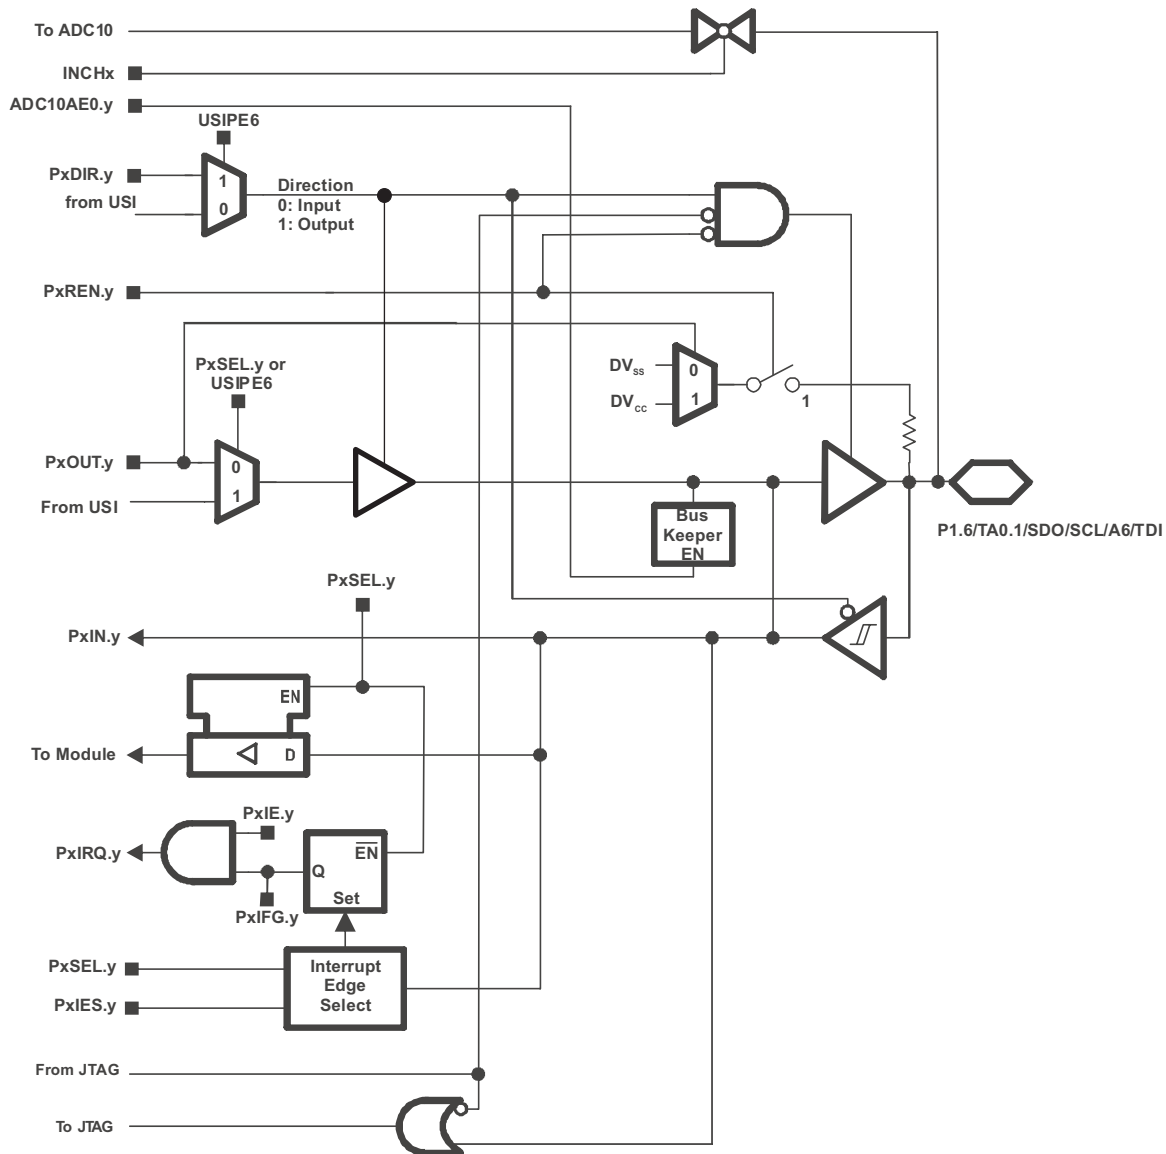 To ADC10
INCHx
ADC10AE0.y
USIPE6
PxDIR.y
1
from USI
0
Direction
0: Input
1: Output
PxREN.y
PxSEL.y or
USIPE6
DVSS
0
DVCC
1
1
PxOUT.y
0
From USI
1
Bus
Keeper
EN
P1.6/TA0.1/SDO/SCL/A6/TDI
PxSEL.y
PxIN.y
EN
To Module
D
PxIE.y
PxIRQ.y
EN
Q
Set
PxIFG.y
PxSEL.y
PxIES.y
Interrupt
Edge
Select
From JTAG
To JTAG